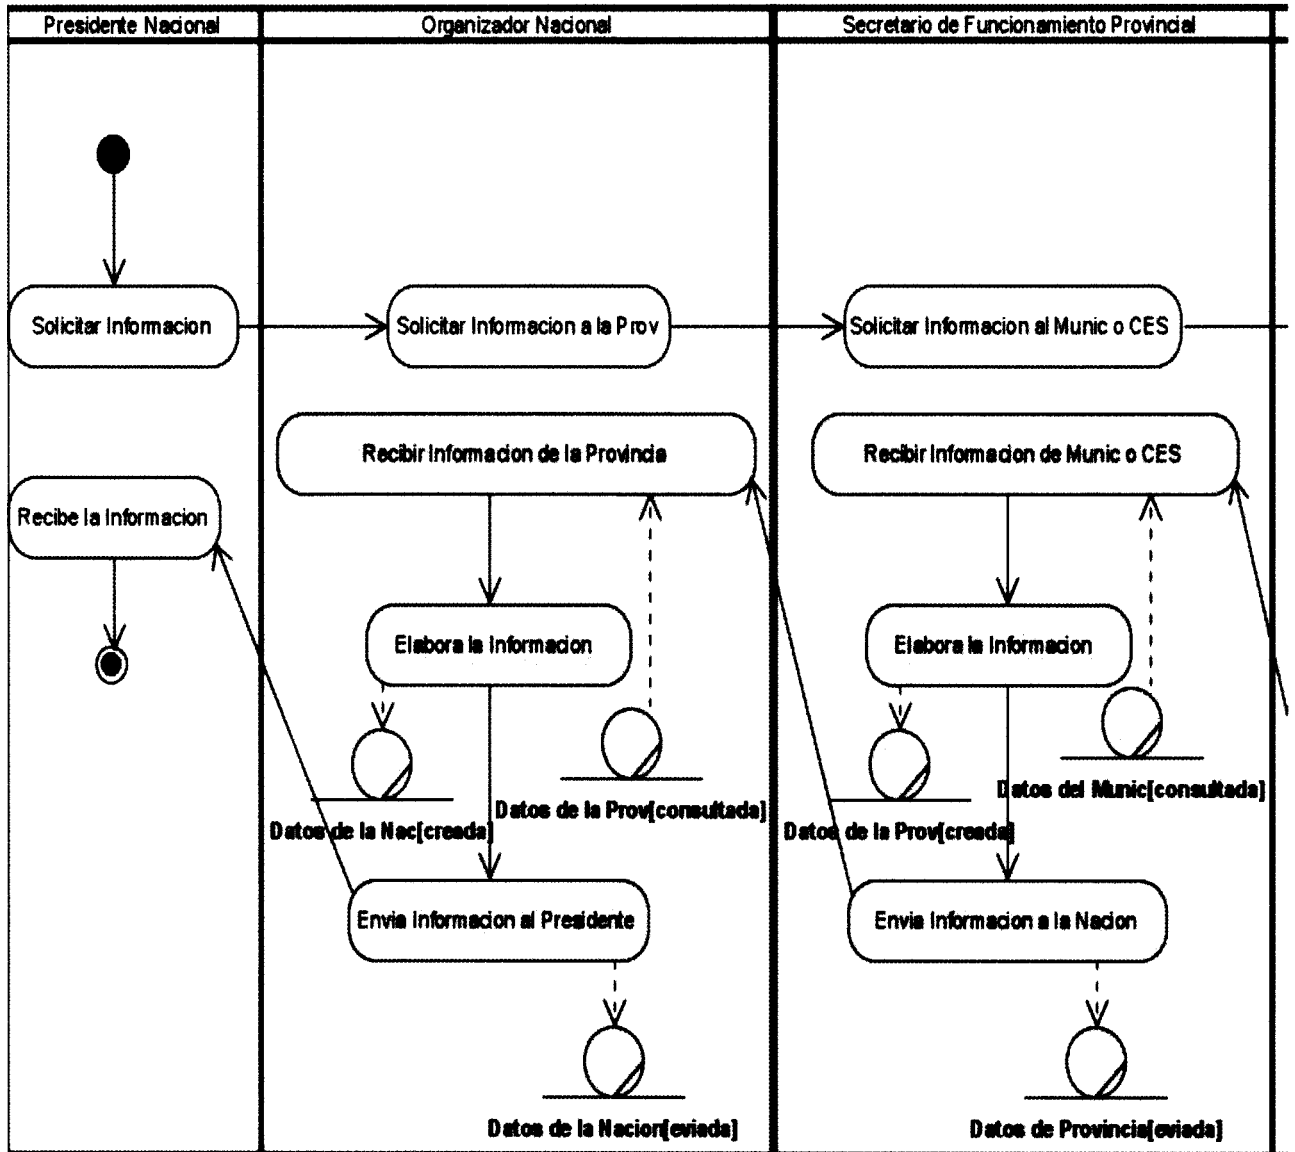 Presidente Nacional
Organizador Nacional
Secretario de Funcionamiento Provincial
Solicitar Informacion
Solicitar Informacion a la Prov
Solicitar Informacion al Munic o CES
Recibir Informacion de la Provincia
Recibir Informacion de Munic o CES
Recibe la Informacion
Elabora la Informacion
Elabora la Informacion
Datos de la Nac[creada]
Datos de la Prov[consultada]
Datos de la Prov[creada]
Datos del Munic[consultada]
Envia Informacion al Presidente
Envia Informacion a la Nacion
Datos de la Nacion[eviada]
Datos de Provincia[eviada]